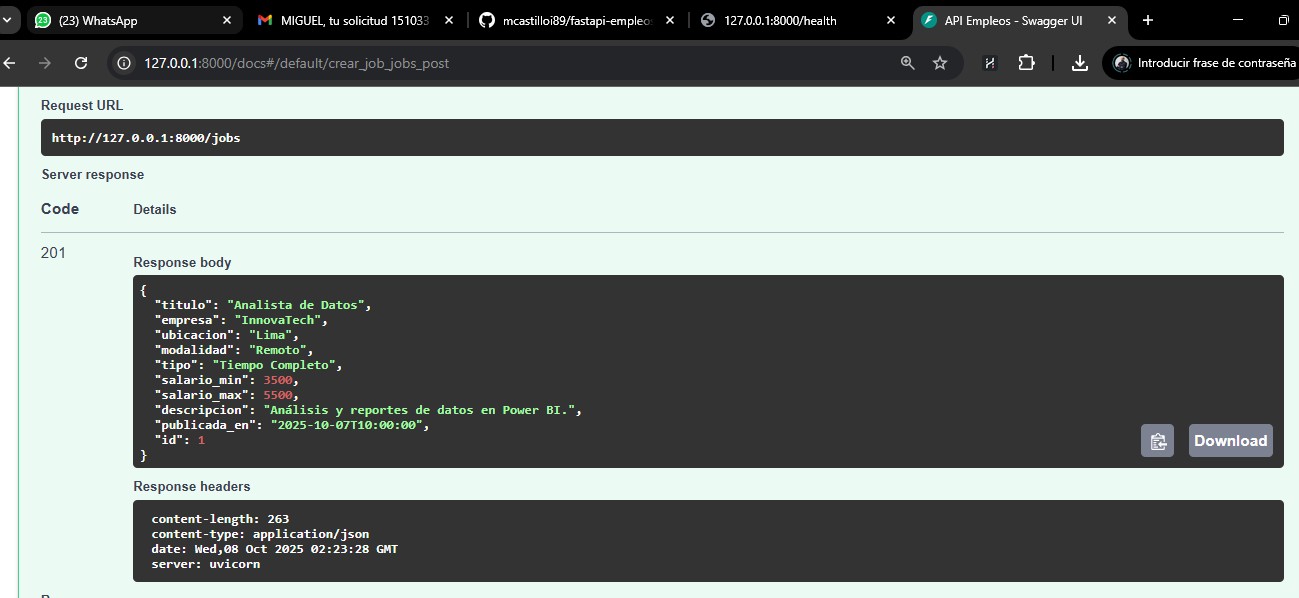 (23) WhatsApp
MIGUEL, tu solicitud 151033
mcastilloi89/fastapi-empleos
127.0.0.1:8000/health
API Empleos - Swagger UI
127.0.0.1:8000/docs#/default/crear_job_jobs_post
Introducir frase de contraseña
Request URL
http://127.0.0.1:8000/jobs
Server response
Code Details
201
Response body
{
"titulo": "Analista de Datos",
"empresa": "InnovaTech",
"ubicacion": "Lima",
"modalidad": "Remoto",
"tipo": "Tiempo Completo",
"salario_min": 3500,
"salario_max": 5500,
"descripcion": "Análisis y reportes de datos en Power BI.",
"publicada_en": "2025-10-07T10:00:00",
"id": 1
}
Download
Response headers
content-length: 263
content-type: application/json
date: Wed,08 Oct 2025 02:23:28 GMT
server: uvicorn